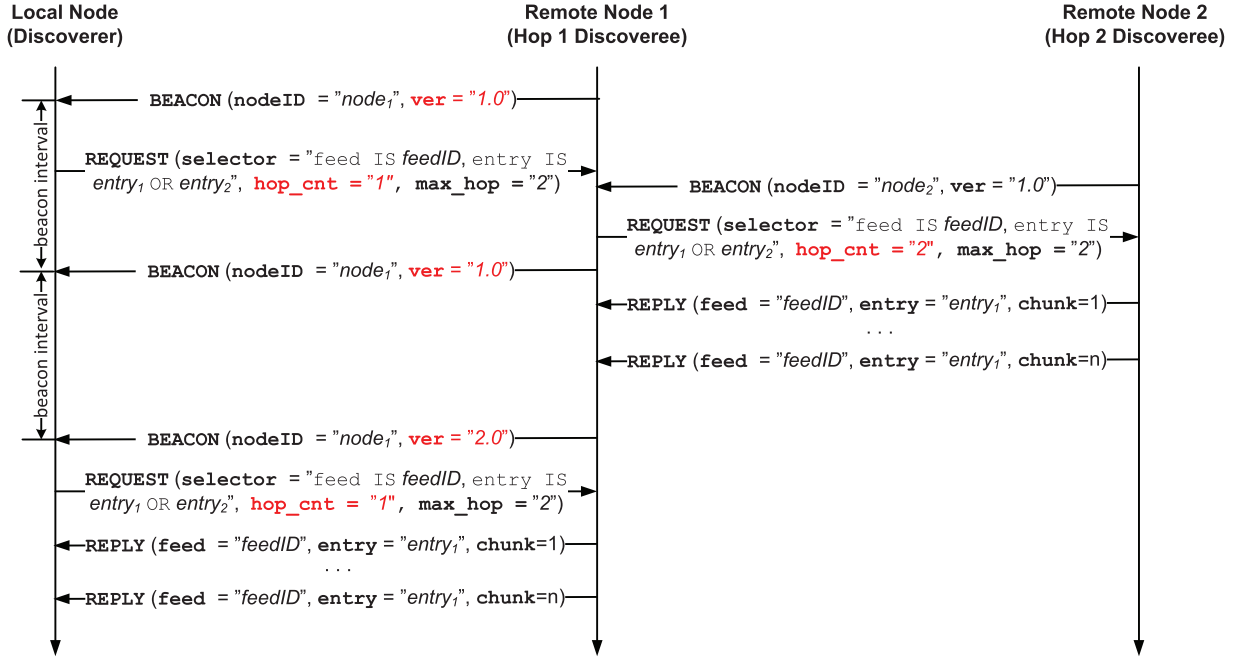 Local Node
(Discoverer)
Remote Node 1
(Hop 1 Discoveree)
Remote Node 2
(Hop 2 Discoveree)
BEACON (nodeID = ”node₁”, ver = ”1.0”)
beacon interval
REQUEST (selector = ”feed IS feedID, entry IS
entry₁ OR entry₂”, hop_cnt =”1", max_hop =”2”)
BEACON (nodeID = ”node₂”, ver = ”1.0”)
REQUEST (selector = ”feed IS feedID, entry IS
entry₁ OR entry₂”, hop_cnt =”2", max_hop =”2”)
BEACON (nodeID = ”node₁”, ver = ”1.0”)
beacon interval
REPLY (feed = ”feedID”, entry = ”entry₁”, chunk=1)
. . .
REPLY (feed = ”feedID”, entry = ”entry₁”, chunk=n)
BEACON (nodeID = ”node₁”, ver = ”2.0”)
REQUEST (selector = ”feed IS feedID, entry IS
entry₁ OR entry₂”, hop_cnt = ”1", max_hop =”2”)
REPLY (feed = ”feedID”, entry = ”entry₁”, chunk=1)
. . .
REPLY (feed = ”feedID”, entry = ”entry₁”, chunk=n)